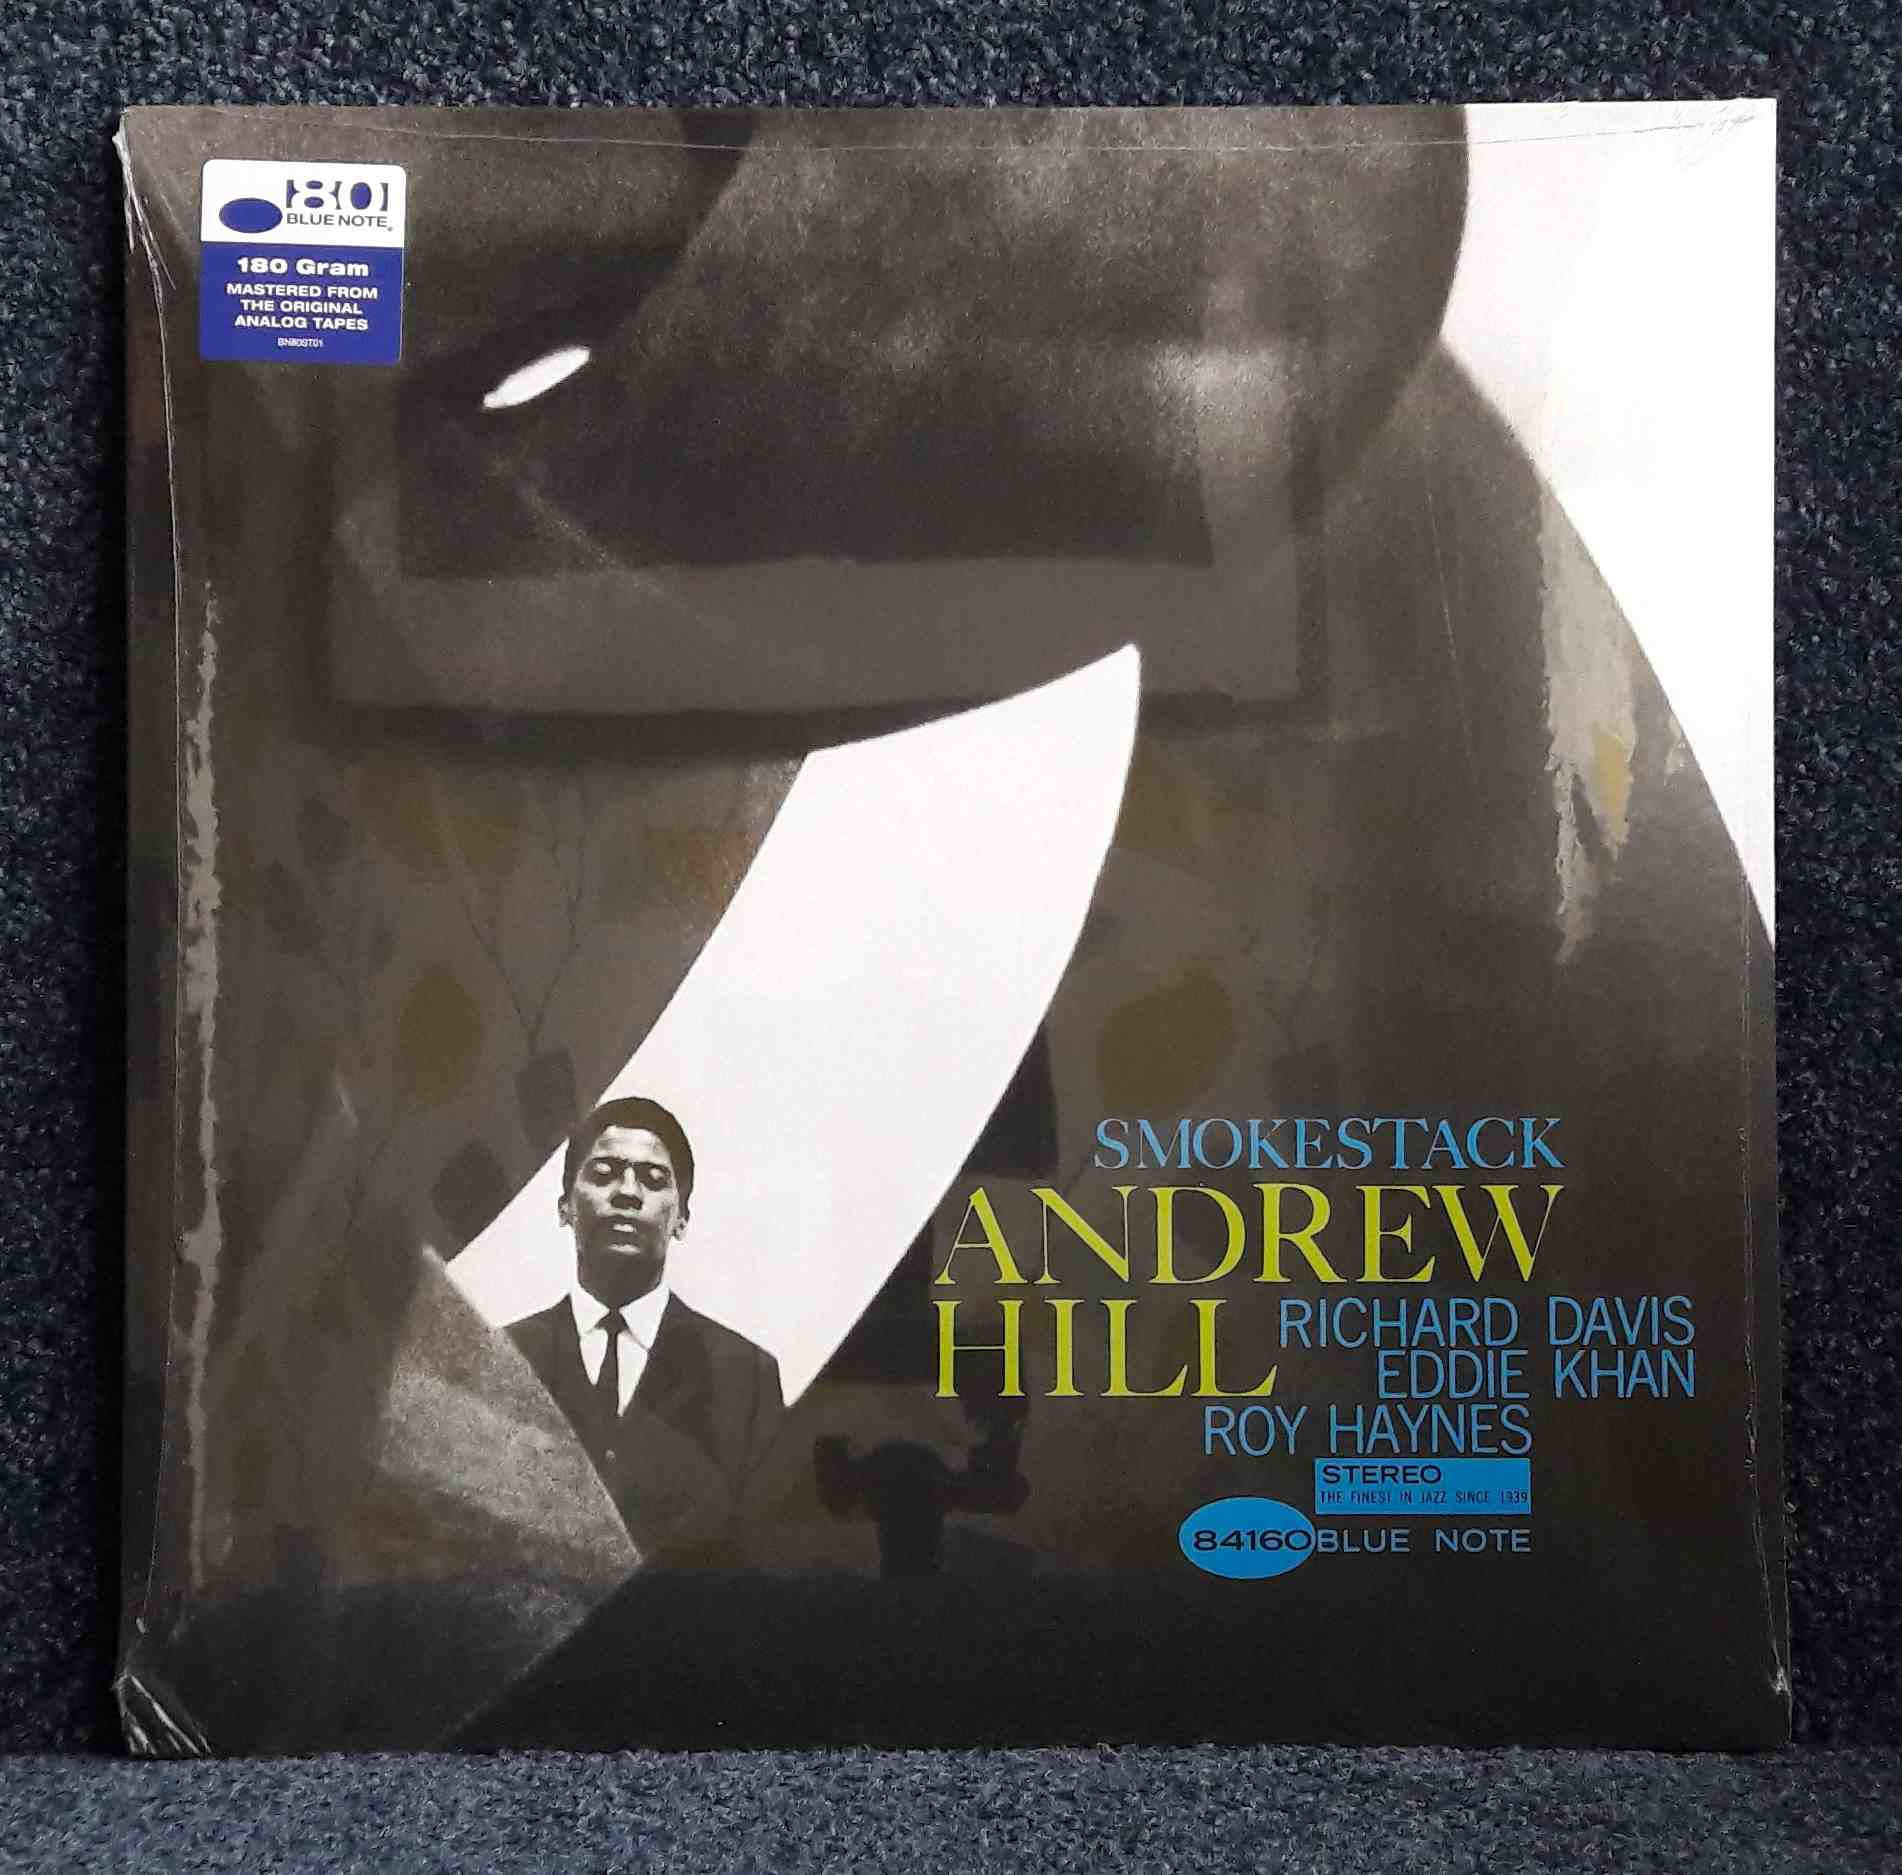 80
BLUE NOTE
180 Gram
MASTERED FROM
THE ORIGINAL
ANALOG TAPES
BN80ST01
SMOKESTACK
ANDREW
HILL
RICHARD DAVIS
EDDIE KHAN
ROY HAYNES
STEREO
THE FINEST IN JAZZ SINCE 1939
84160 BLUE NOTE